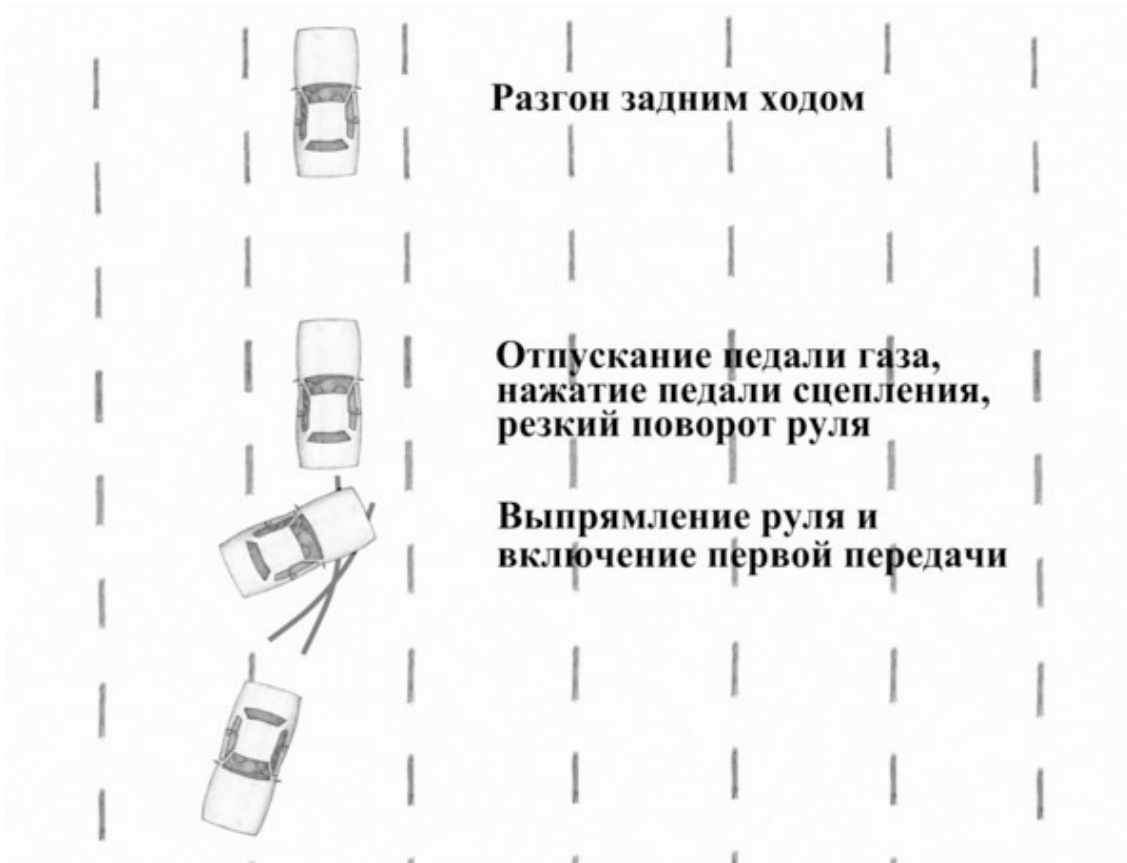 Разгон задним ходом
Отпускание педали газа,
нажатие педали сцепления,
резкий поворот руля
Выпрямление руля и
включение первой передачи